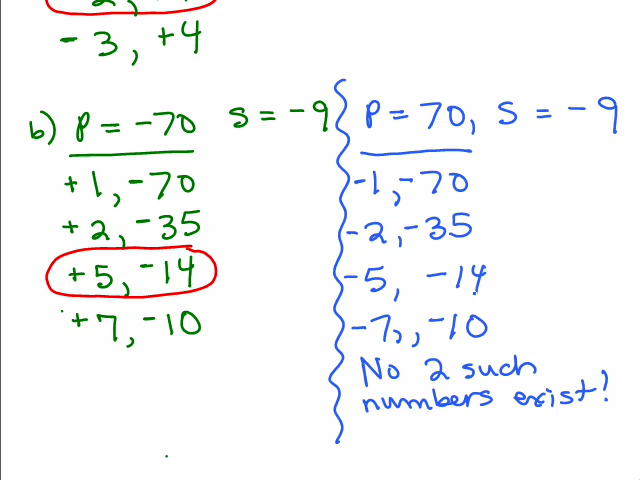 - 3, +4
b) P = -70 S = -9
+1, -70
+2, -35
+5, -14
+7, -10
P = 70, S = -9
-1, -70
-2, -35
-5, -14
-7, -10
No 2 such
numbers exist!